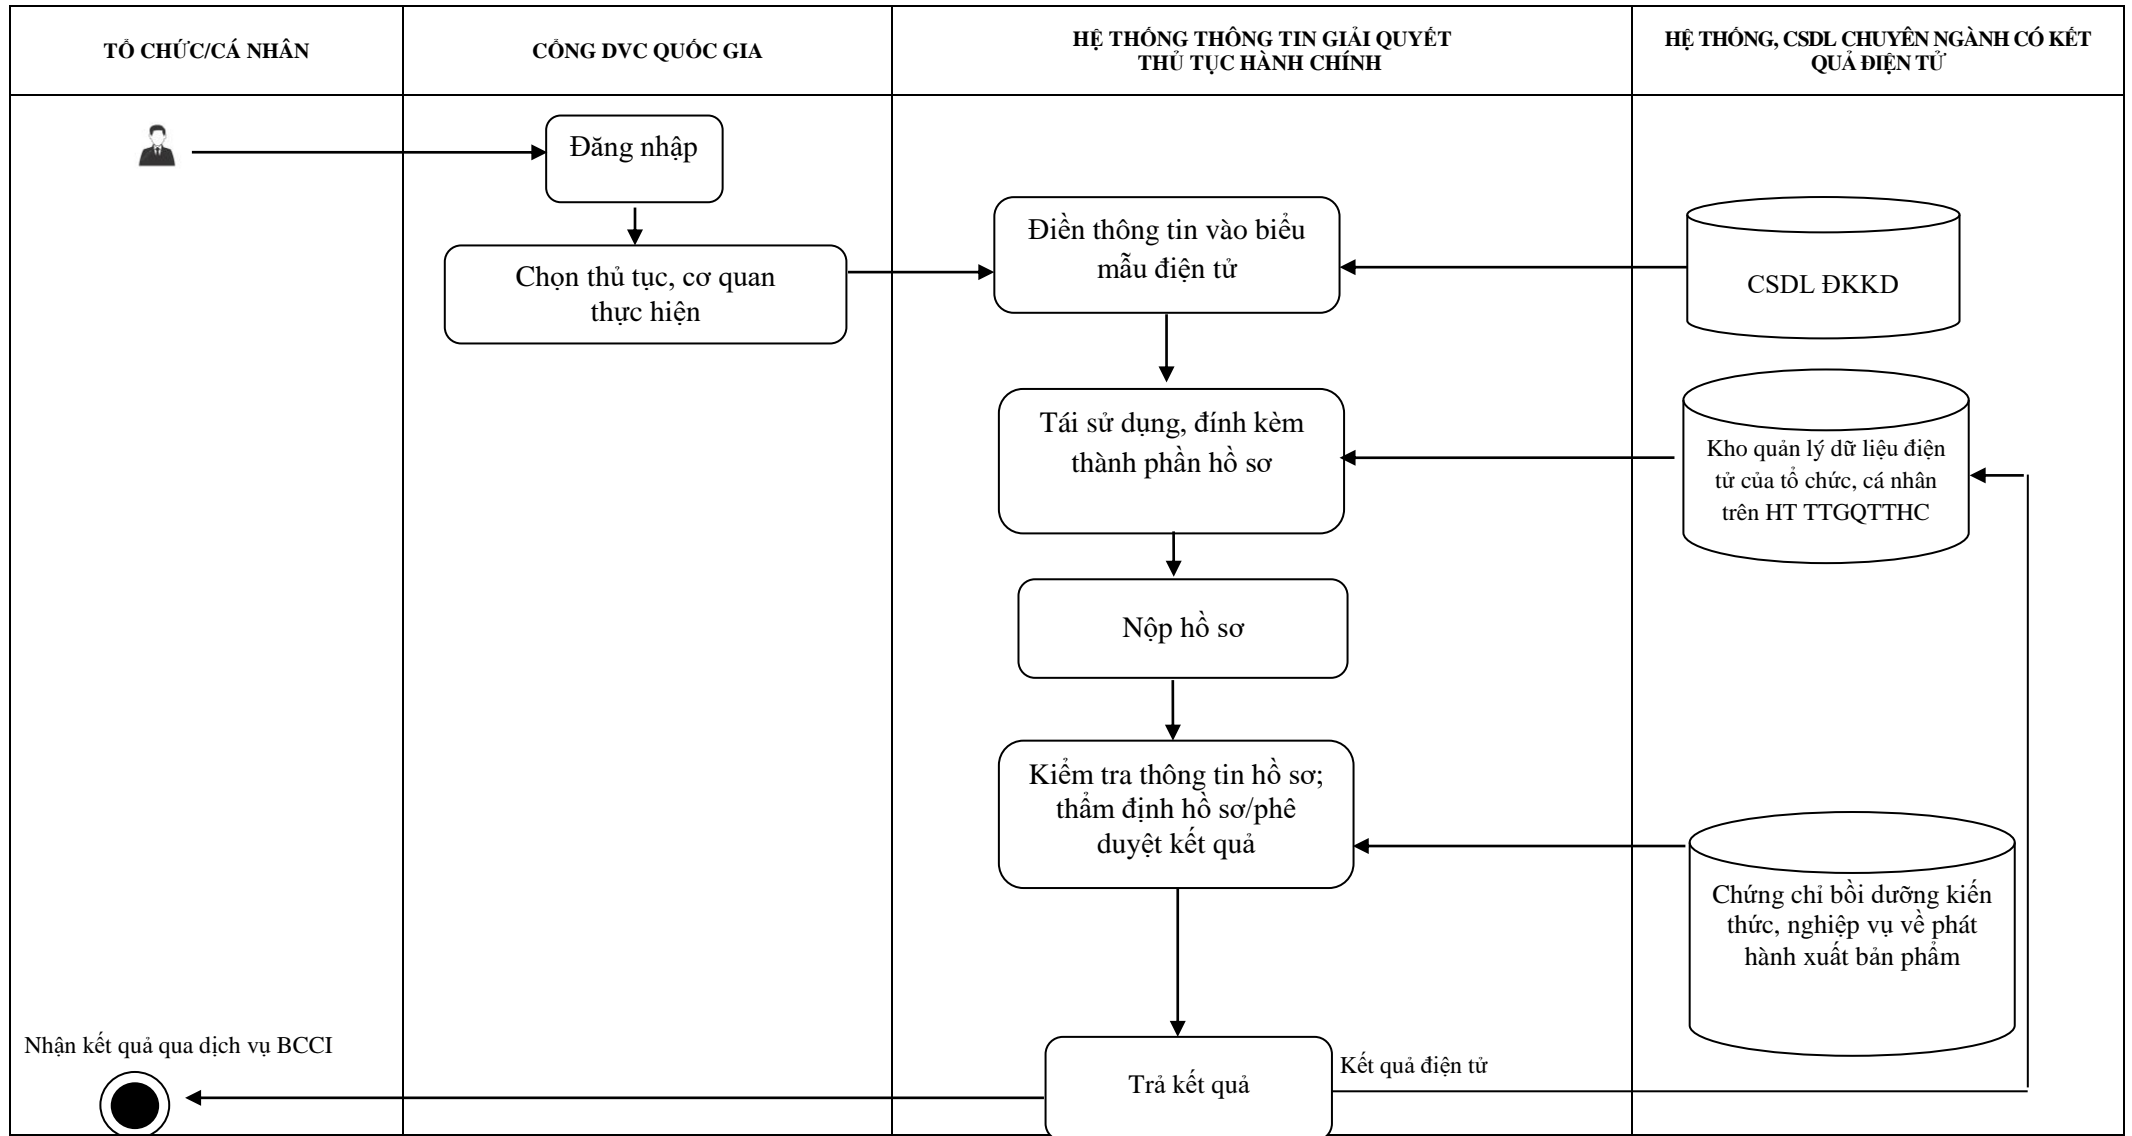 TỔ CHỨC/CÁ NHÂN
CỔNG DVC QUỐC GIA
HỆ THỐNG THÔNG TIN GIẢI QUYẾT
THỦ TỤC HÀNH CHÍNH
HỆ THỐNG, CSDL CHUYÊN NGÀNH CÓ KẾT
QUẢ ĐIỆN TỬ
Đăng nhập
Chọn thủ tục, cơ quan
thực hiện
Điền thông tin vào biểu
mẫu điện tử
CSDL ĐKKD
Tái sử dụng, đính kèm
thành phần hồ sơ
Kho quản lý dữ liệu điện
tử của tổ chức, cá nhân
trên HT TTGQTTHC
Nộp hồ sơ
Kiểm tra thông tin hồ sơ;
thẩm định hồ sơ/phê
duyệt kết quả
Chứng chỉ bồi dưỡng kiến
thức, nghiệp vụ về phát
hành xuất bản phẩm
Nhận kết quả qua dịch vụ BCCI
Trả kết quả
Kết quả điện tử